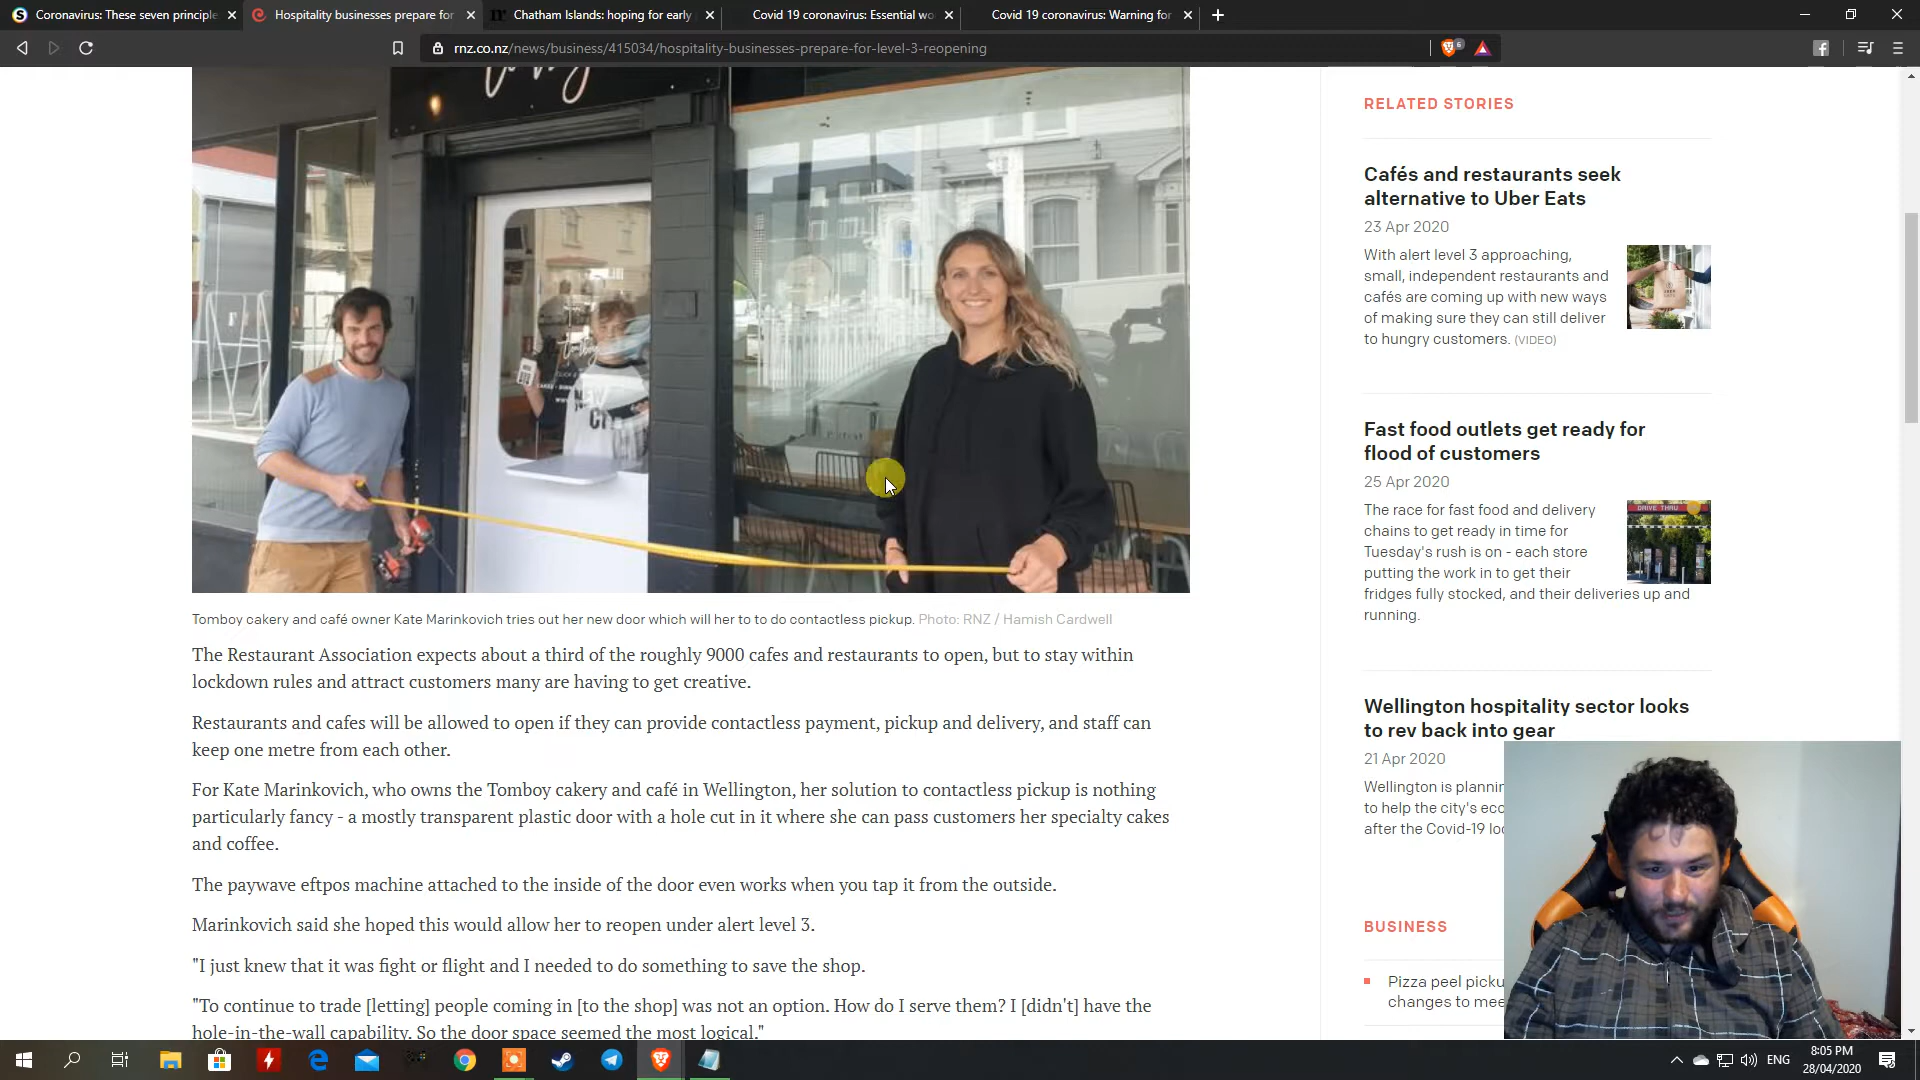 Coronavirus: These seven principle
Hospitality businesses prepare for
Chatham Islands: hoping for early
Covid 19 coronavirus: Essential wo
Covid 19 coronavirus: Warning for
rnz.co.nz/news/business/415034/hospitality-businesses-prepare-for-level-3-reopening
6
Tomboy cakery and café owner Kate Marinkovich tries out her new door which will her to to do contactless pickup. Photo: RNZ / Hamish Cardwell
The Restaurant Association expects about a third of the roughly 9000 cafes and restaurants to open, but to stay within
lockdown rules and attract customers many are having to get creative.
Restaurants and cafes will be allowed to open if they can provide contactless payment, pickup and delivery, and staff can
keep one metre from each other.
For Kate Marinkovich, who owns the Tomboy cakery and café in Wellington, her solution to contactless pickup is nothing
particularly fancy - a mostly transparent plastic door with a hole cut in it where she can pass customers her specialty cakes
and coffee.
The paywave eftpos machine attached to the inside of the door even works when you tap it from the outside.
Marinkovich said she hoped this would allow her to reopen under alert level 3.
"I just knew that it was fight or flight and I needed to do something to save the shop.
"To continue to trade [letting] people coming in [to the shop] was not an option. How do I serve them? I [didn't] have the
hole-in-the-wall capability. So the door space seemed the most logical."
RELATED STORIES
Cafés and restaurants seek
alternative to Uber Eats
23 Apr 2020
With alert level 3 approaching,
small, independent restaurants and
cafés are coming up with new ways
of making sure they can still deliver
to hungry customers. (VIDEO)
Fast food outlets get ready for
flood of customers
25 Apr 2020
The race for fast food and delivery
chains to get ready in time for
Tuesday's rush is on - each store
putting the work in to get their
fridges fully stocked, and their deliveries up and
running.
DRIVE THRU
Wellington hospitality sector looks
to rev back into gear
21 Apr 2020
Wellington is plannin
to help the city's eco
after the Covid-19 lo
BUSINESS
Pizza peel picku
changes to mee
ENG
8:05 PM
28/04/2020